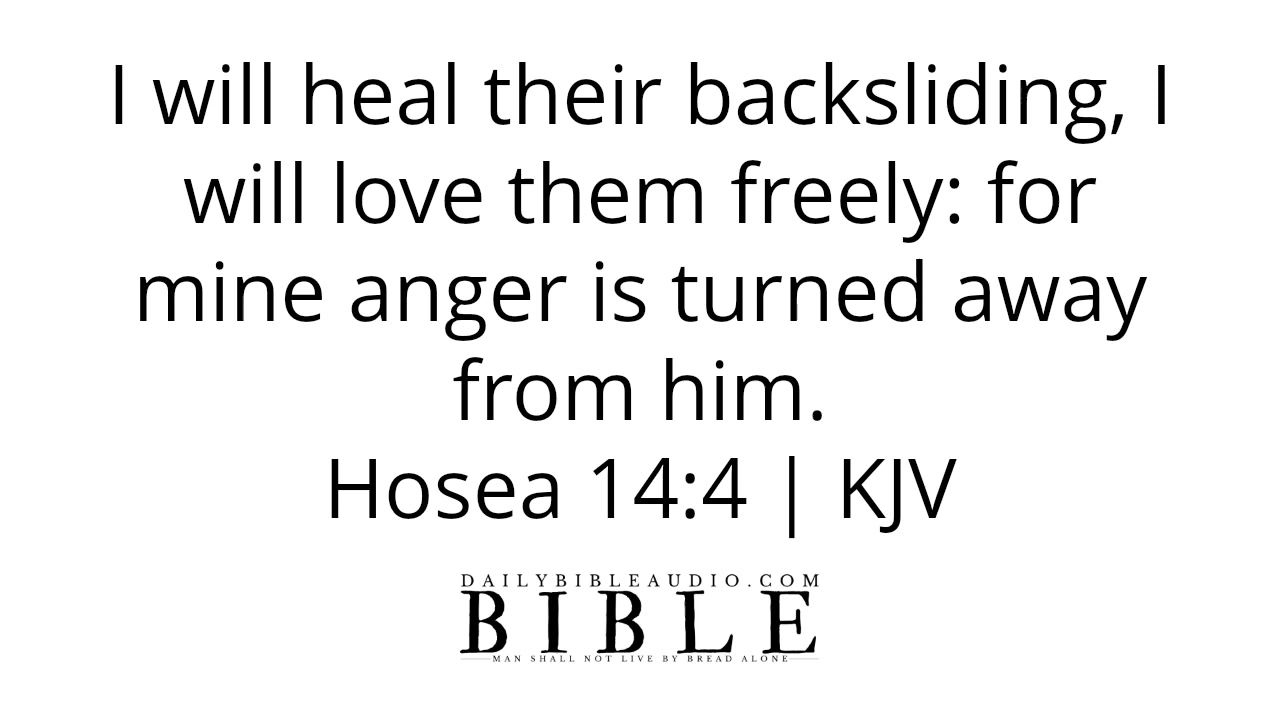 I will heal their backsliding, I
will love them freely: for
mine anger is turned away
from him.
Hosea 14:4 | KJV
DAILYBIBLEAUDIO.COM
BIBLE
MAN SHALL NOT LIVE BY BREAD ALONE